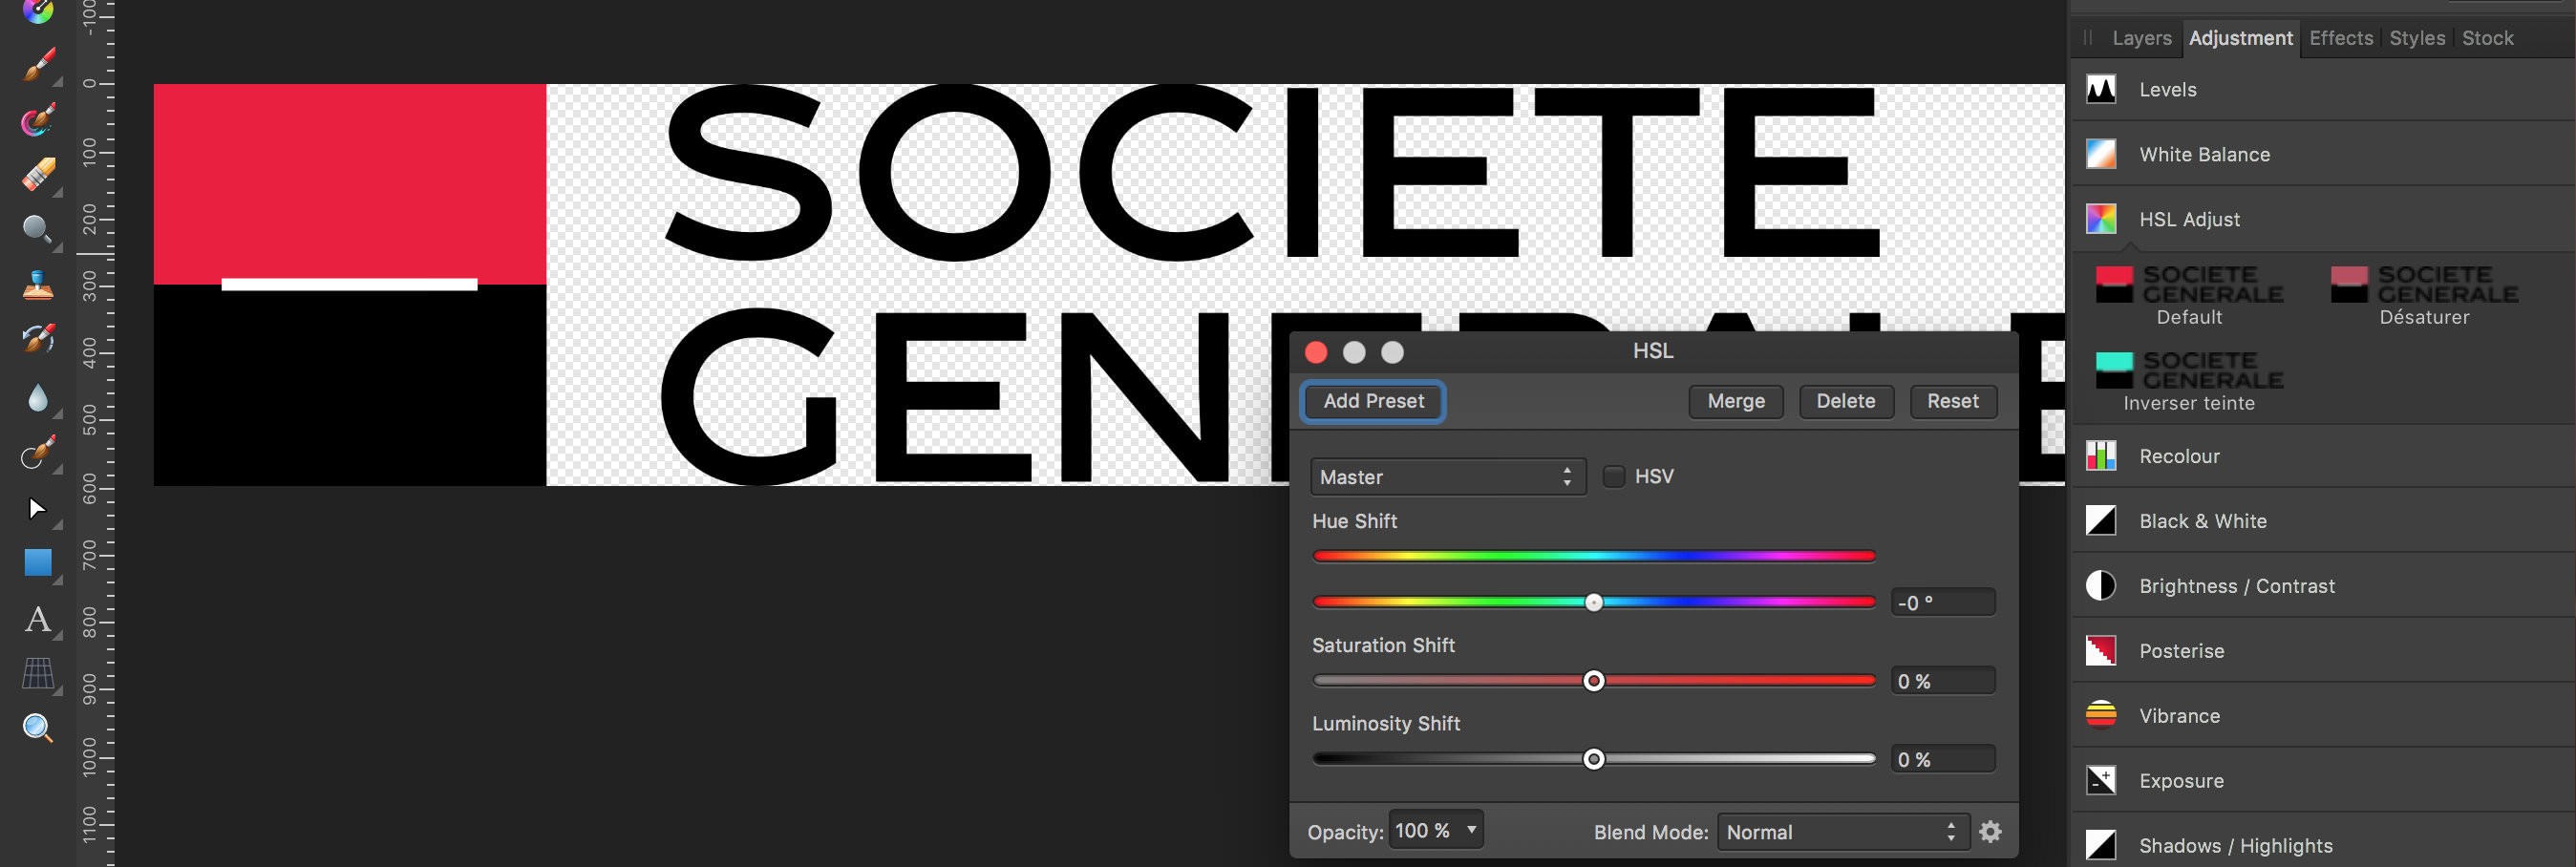 Layers Adjustment Effects Styles Stock
-100
0
100
200
300
400
500
600
700
800
900
1000
1100
SOCIETE
GENERALE
Levels
White Balance
HSL Adjust
SOCIETE
GENERALE
Default
SOCIETE
GENERALE
Désaturer
SOCIETE
GENERALE
Inverser teinte
Recolour
Black & White
Brightness / Contrast
Posterise
Vibrance
Exposure
Shadows / Highlights
HSL
Add Preset Merge Delete Reset
Master HSV
Hue Shift
-0 °
Saturation Shift
0 %
Luminosity Shift
0 %
Opacity: 100 % Blend Mode: Normal